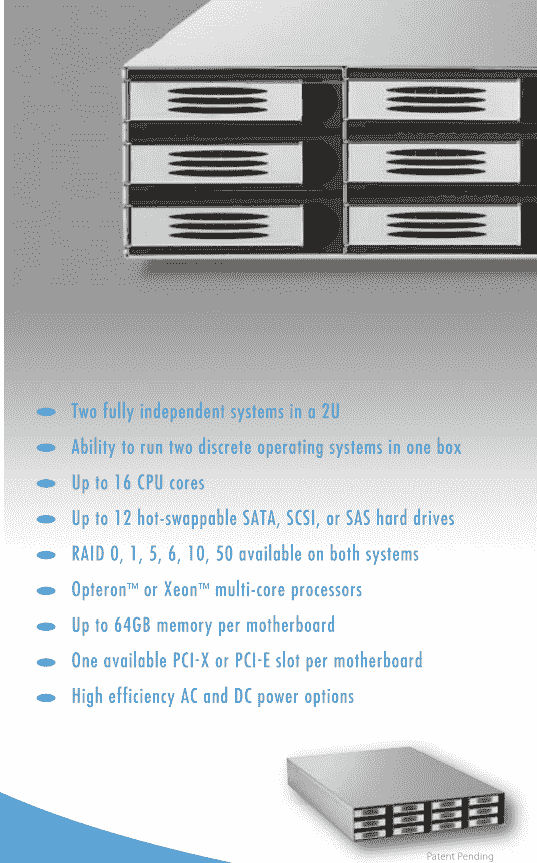 Two fully independent systems in a 2U
Ability to run two discrete operating systems in one box
Up to 16 CPU cores
Up to 12 hot-swappable SATA, SCSI, or SAS hard drives
RAID 0, 1, 5, 6, 10, 50 available on both systems
Opteron™ or Xeon™ multi-core processors
Up to 64GB memory per motherboard
One available PCI-X or PCI-E slot per motherboard
High efficiency AC and DC power options
Patent Pending